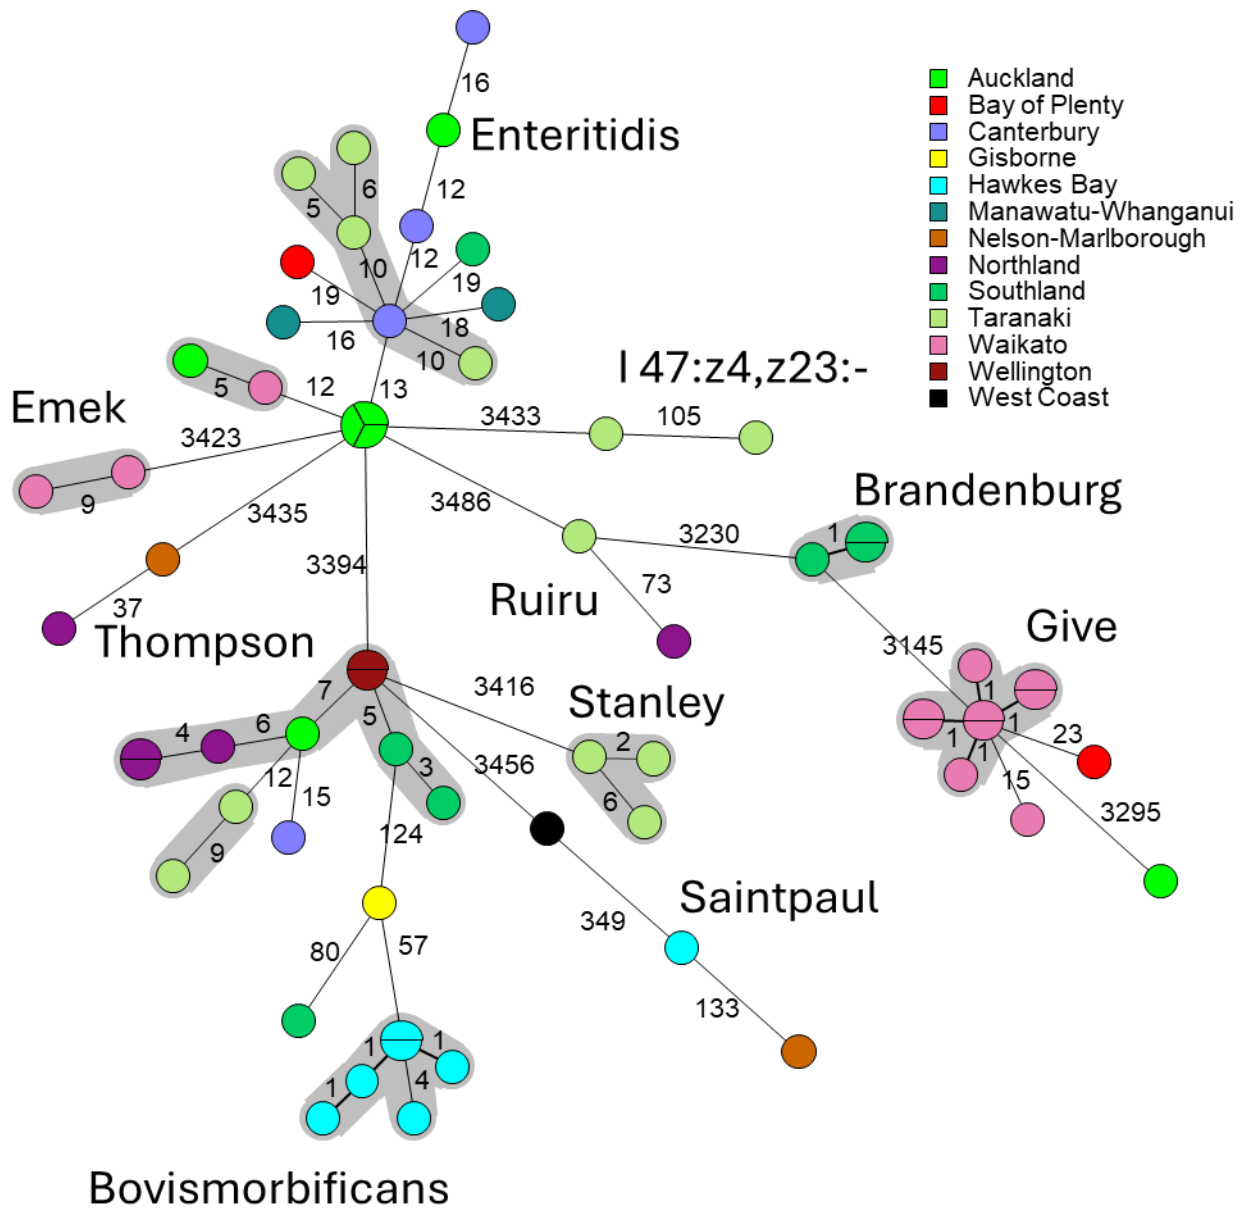 16
Enteritidis
12
6
5
12
10
19
19
18
16
10
13
12
5
Auckland
Bay of Plenty
Canterbury
Gisborne
Hawkes Bay
Manawatu-Whanganui
Nelson-Marlborough
Northland
Southland
Taranaki
Waikato
Wellington
West Coast
I 47:z4,z23:-
3433
105
Emek
3423
9
3435
37
3486
3394
Ruiru
73
3230
Brandenburg
1
3145
Give
1
1
1
1
23
15
3295
Thompson
7
5
6
4
3
12
15
9
124
3416
Stanley
2
6
3456
Saintpaul
349
133
80
57
1
1
1
4
Bovismorbificans